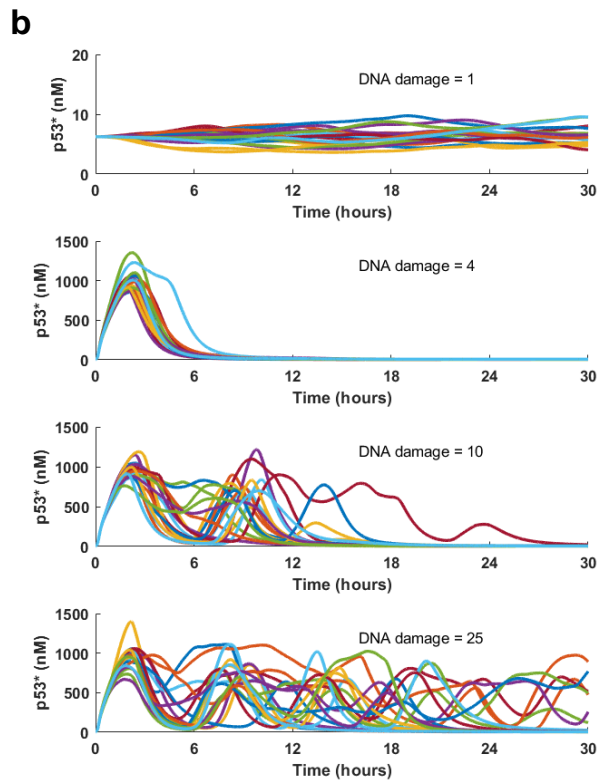 b
DNA damage = 1
p53* (nM)
20
10
0
0 6 12 18 24 30
Time (hours)
DNA damage = 4
p53* (nM)
1500
1000
500
0
0 6 12 18 24 30
Time (hours)
DNA damage = 10
p53* (nM)
1500
1000
500
0
0 6 12 18 24 30
Time (hours)
DNA damage = 25
p53* (nM)
1500
1000
500
0
0 6 12 18 24 30
Time (hours)